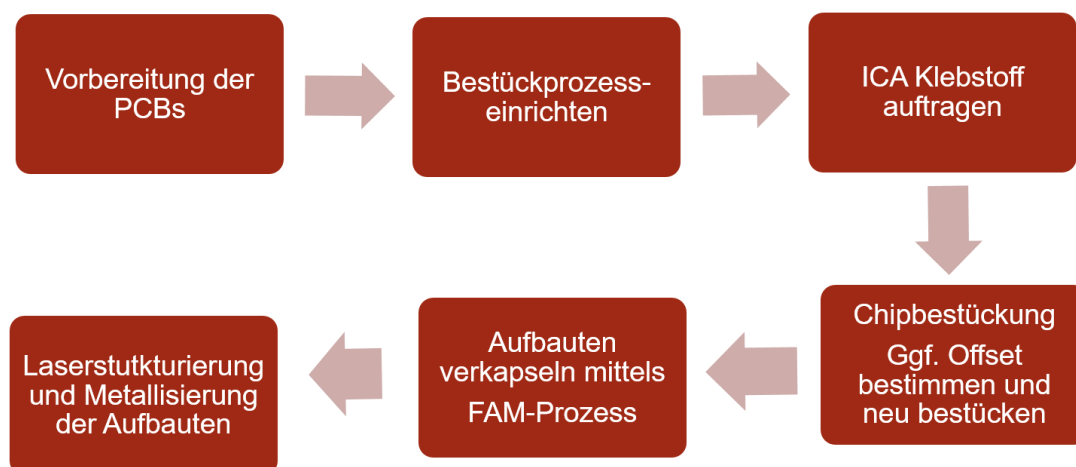 Vorbereitung der
PCBs
Bestückprozess-
einrichten
ICA Klebstoff
auftragen
Chipbestückung
Ggf. Offset
bestimmen und
neu bestücken
Aufbauten
verkapseln mittels
FAM-Prozess
Laserstutkturierung
und Metallisierung
der Aufbauten